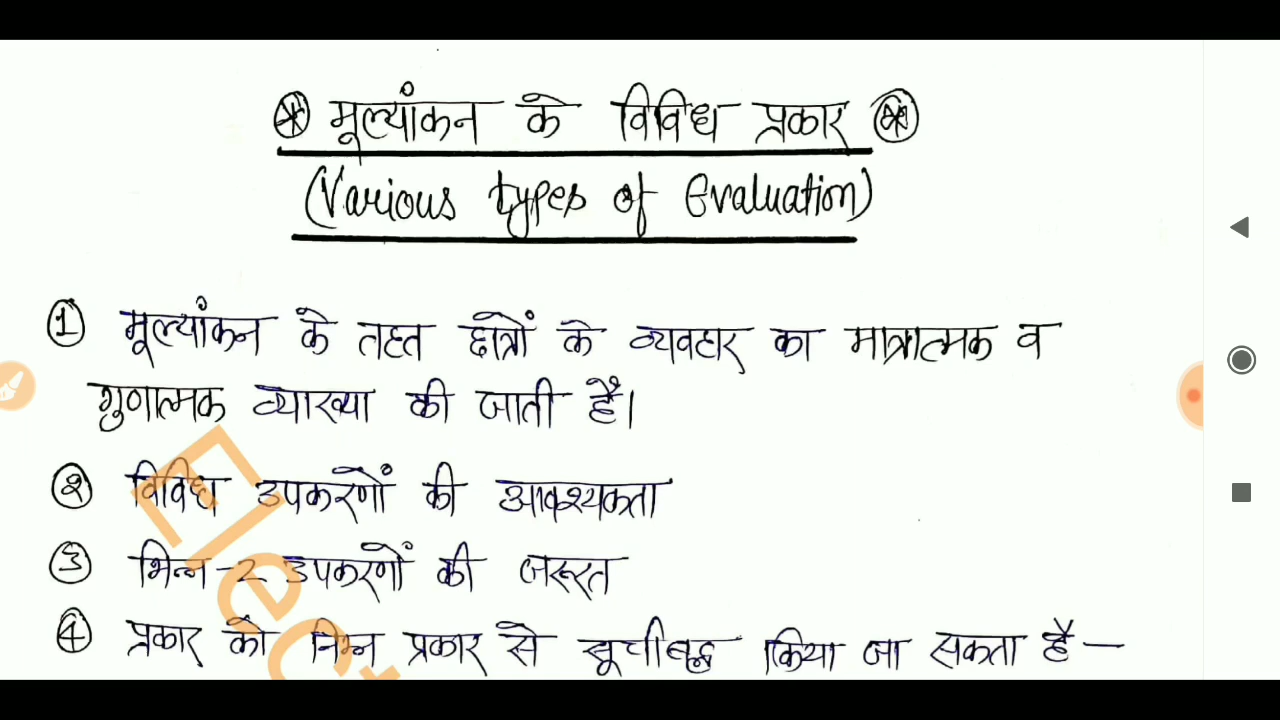 मूल्यांकन के विविध प्रकार
(Various types of Evaluation)
① मूल्यांकन के तहत छात्रों के व्यवहार का मात्रात्मक व
गुणात्मक व्याख्या की जाती है।
② विविध उपकरणों की आवश्यकता
③ भिन्न-2 उपकरणों की जरूरत
④ प्रकार को निम्न प्रकार से सूचीबद्ध किया जा सकता है —